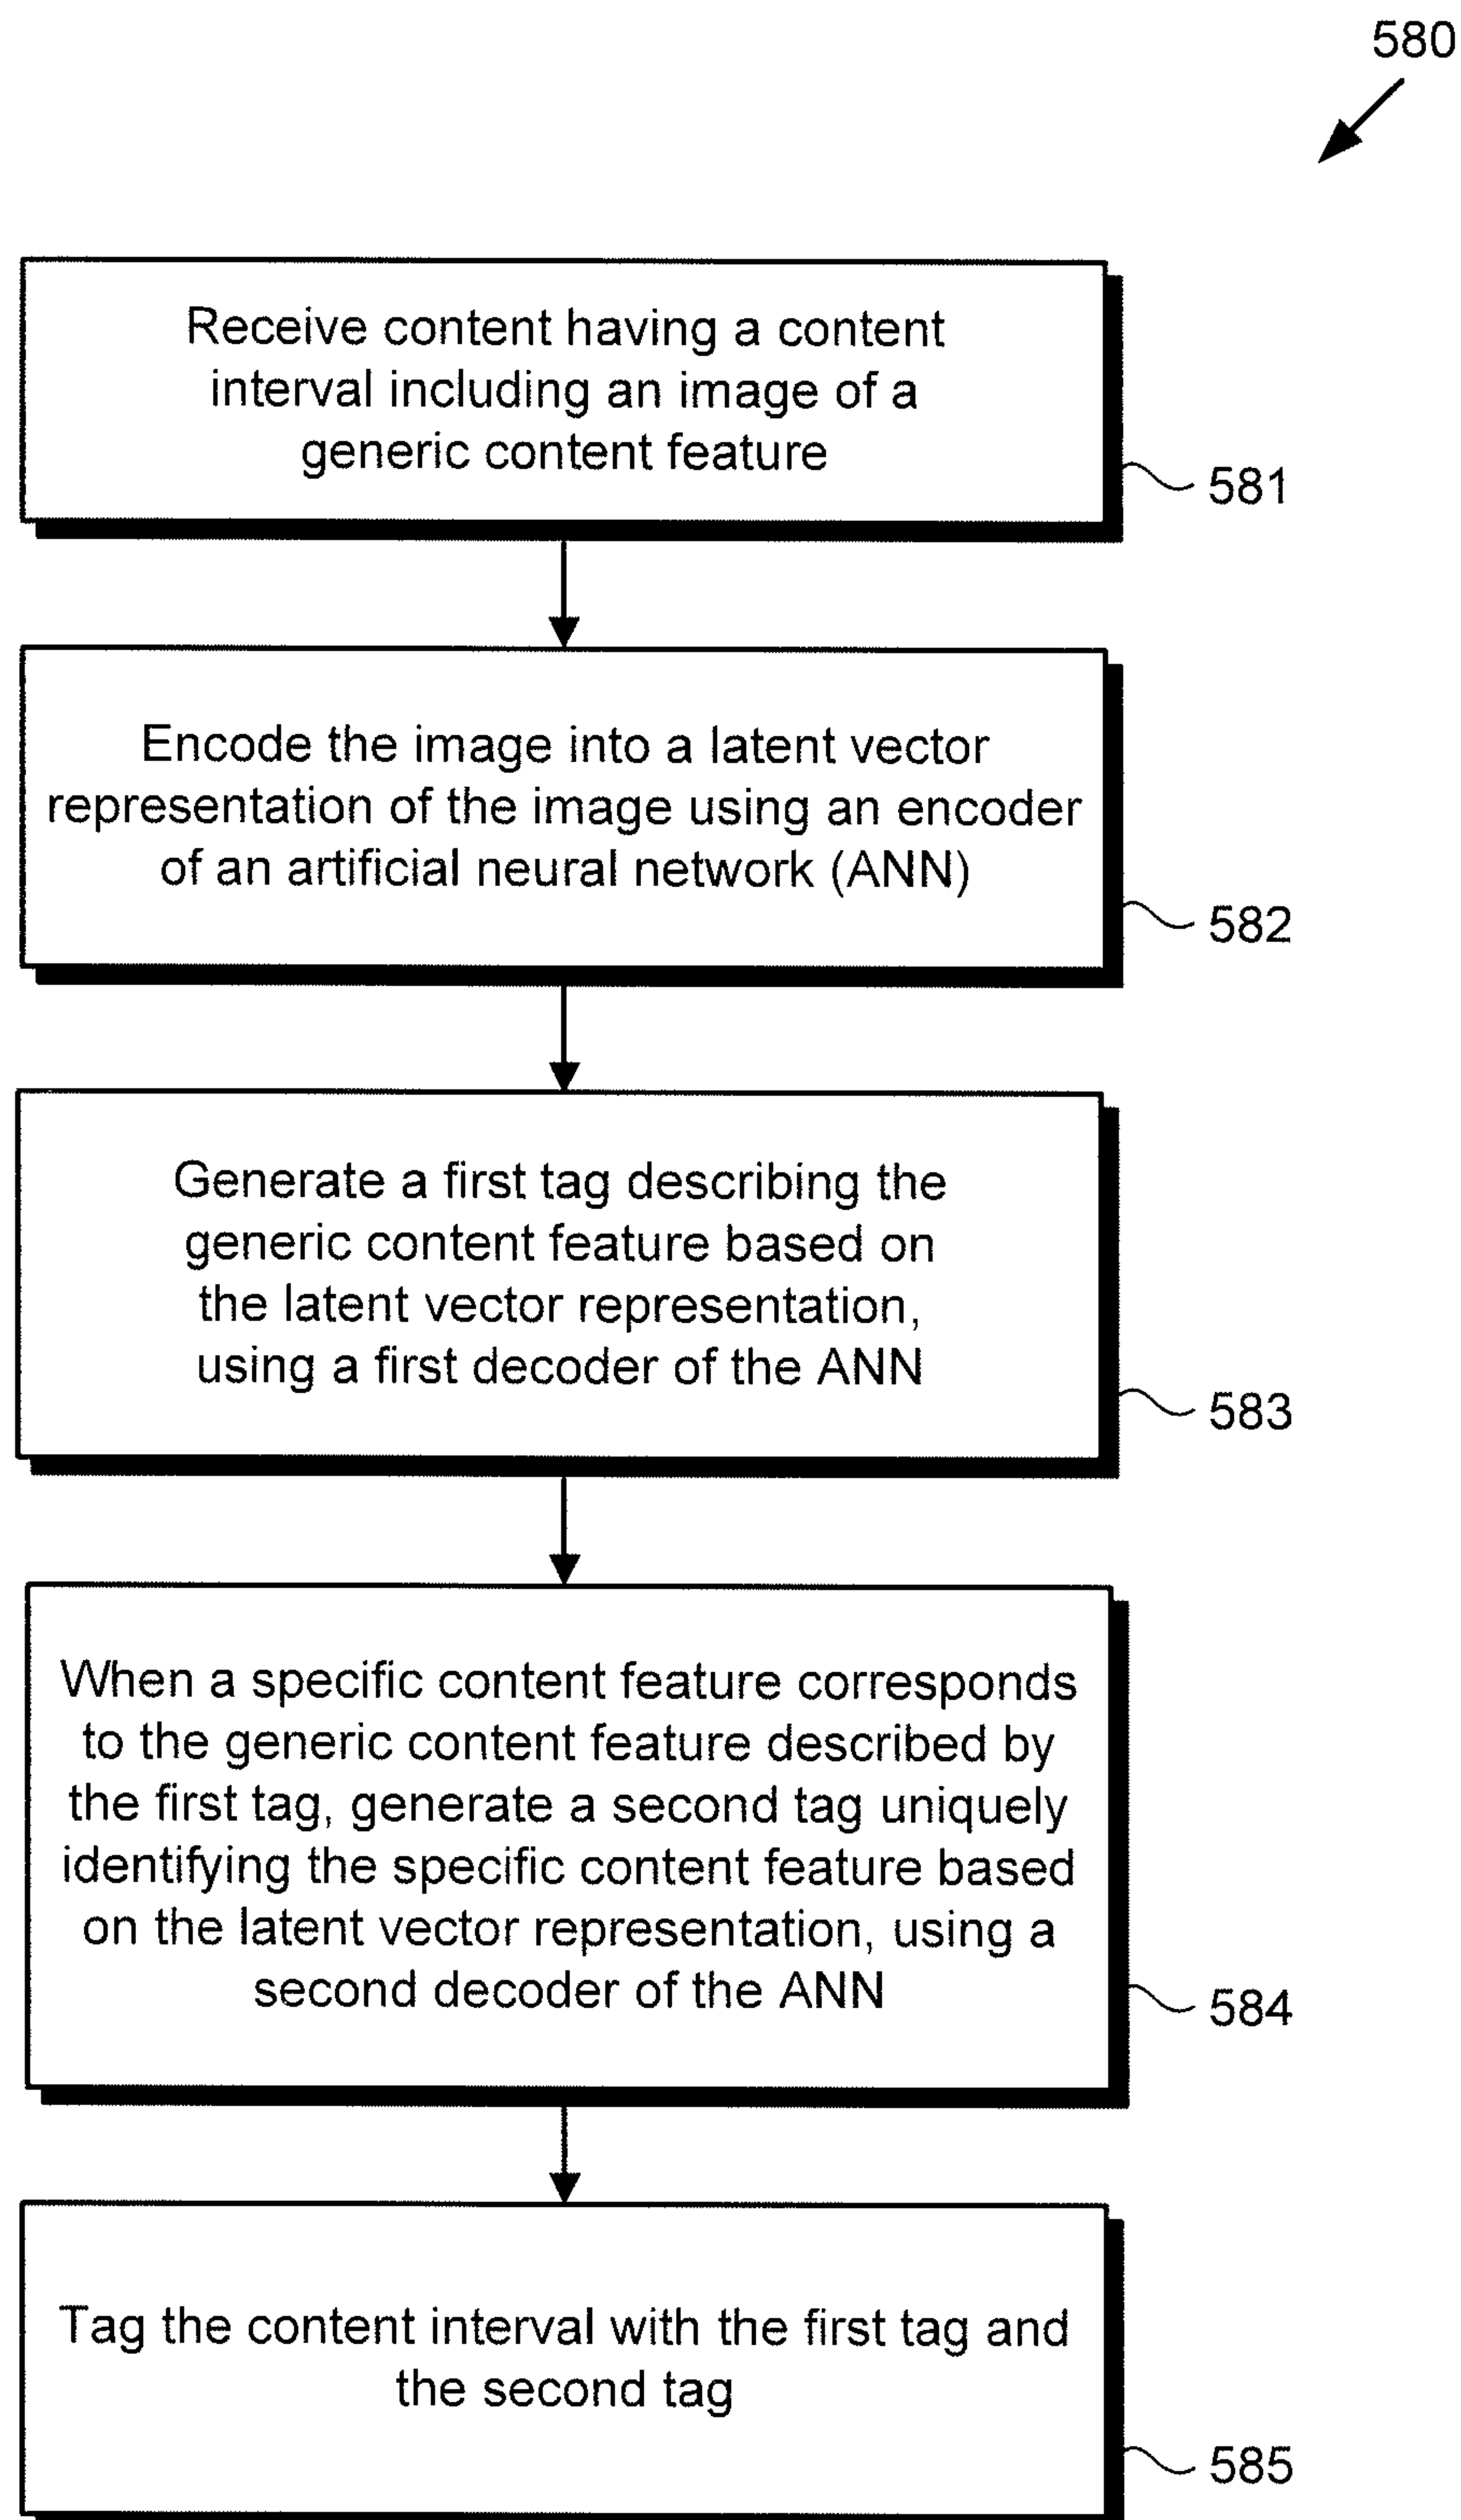 580
Receive content having a content
interval including an image of a
generic content feature
581
Encode the image into a latent vector
representation of the image using an encoder
of an artificial neural network (ANN)
582
Generate a first tag describing the
generic content feature based on
the latent vector representation,
using a first decoder of the ANN
583
When a specific content feature corresponds
to the generic content feature described by
the first tag, generate a second tag uniquely
identifying the specific content feature based
on the latent vector representation, using a
second decoder of the ANN
584
Tag the content interval with the first tag and
the second tag
585